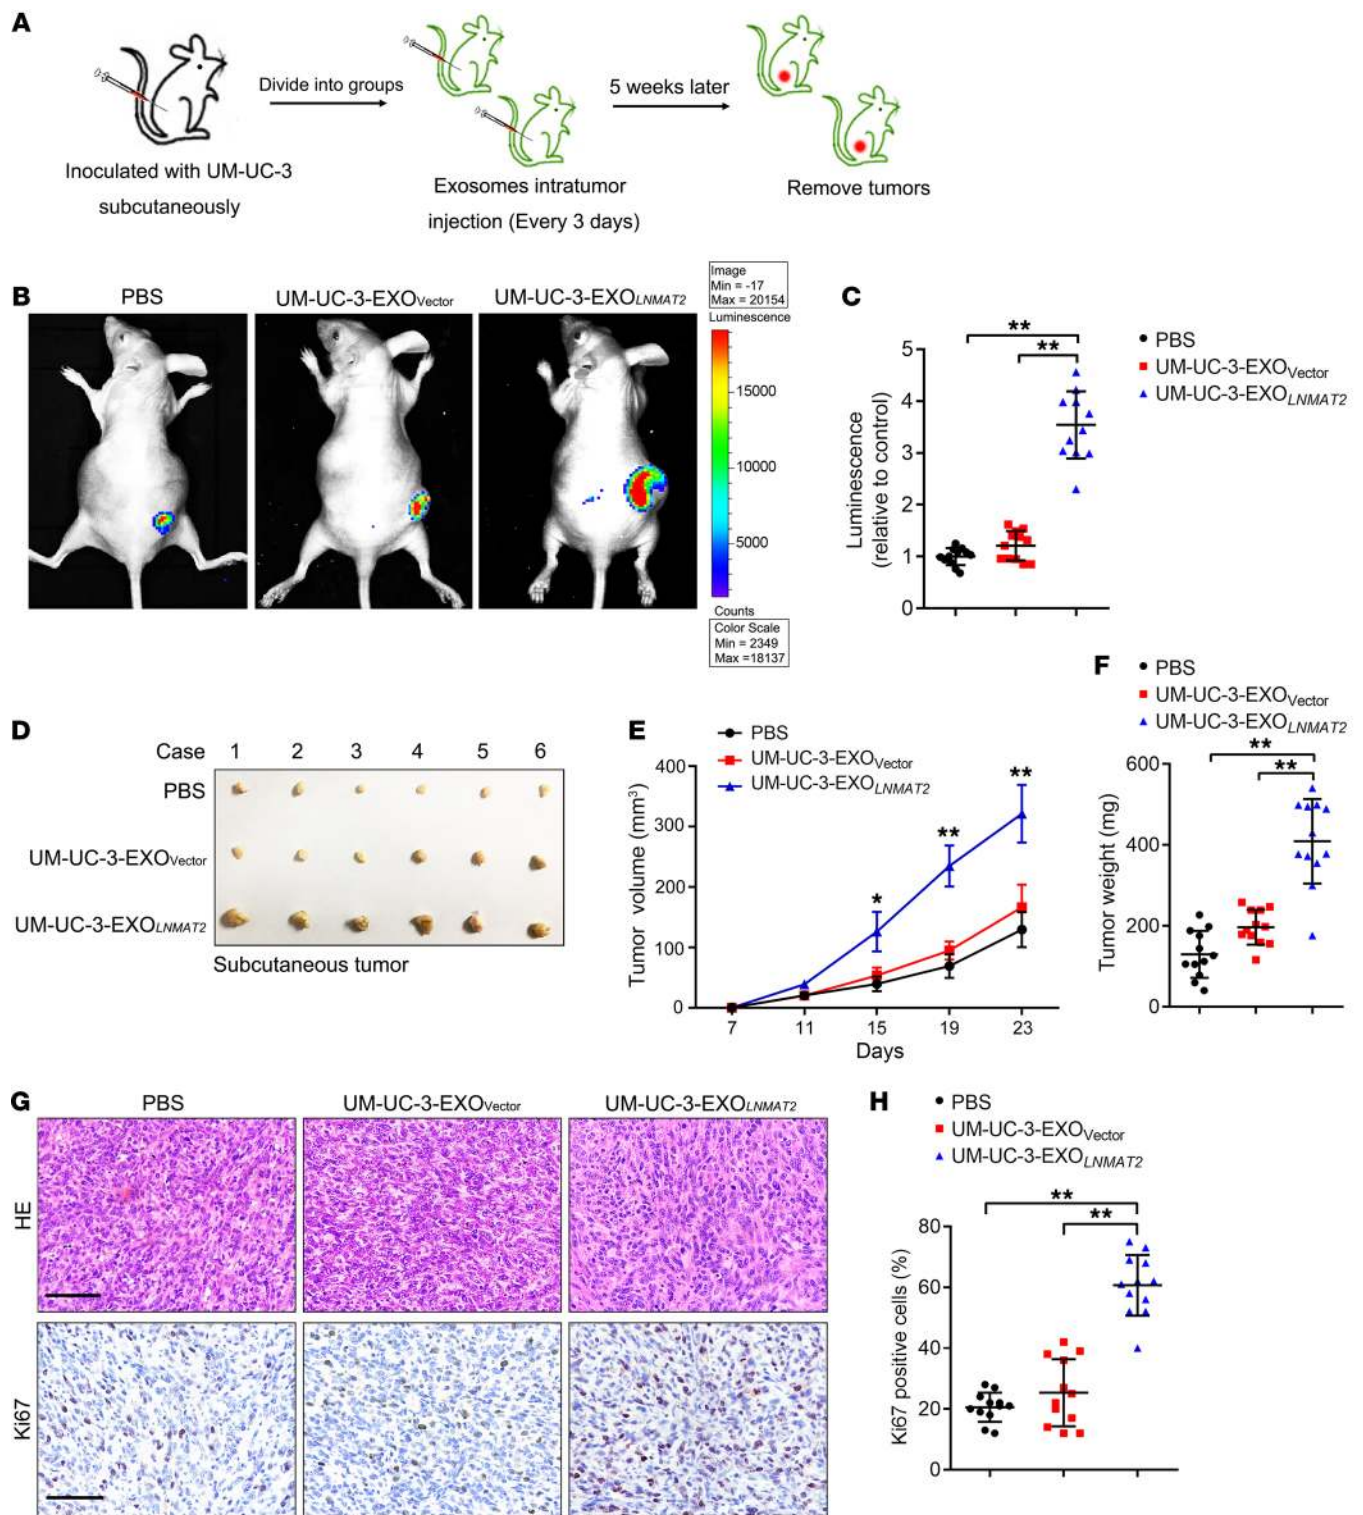 A
Divide into groups
5 weeks later
Inoculated with UM-UC-3
subcutaneously
Exosomes intratumor
injection (Every 3 days)
Remove tumors
B
PBS
UM-UC-3-EXOVector
UM-UC-3-EXOLNMAT2
Image
Min = -17
Max = 20154
Luminescence
15000
10000
5000
Counts
Color Scale
Min = 2349
Max =18137
C
PBS
UM-UC-3-EXOVector
UM-UC-3-EXOLNMAT2
**
**
Luminescence
(relative to control)
5
4
3
2
1
0
D
Case 1 2 3 4 5 6
PBS
UM-UC-3-EXOVector
UM-UC-3-EXOLNMAT2
Subcutaneous tumor
E
PBS
UM-UC-3-EXOVector
UM-UC-3-EXOLNMAT2
Tumor volume (mm³)
400
300
200
100
0
*
**
**
7 11 15 19 23
Days
F
PBS
UM-UC-3-EXOVector
UM-UC-3-EXOLNMAT2
**
**
Tumor weight (mg)
600
400
200
0
G
PBS
UM-UC-3-EXOVector
UM-UC-3-EXOLNMAT2
HE
Ki67
H
PBS
UM-UC-3-EXOVector
UM-UC-3-EXOLNMAT2
**
**
Ki67 positive cells (%)
80
60
40
20
0